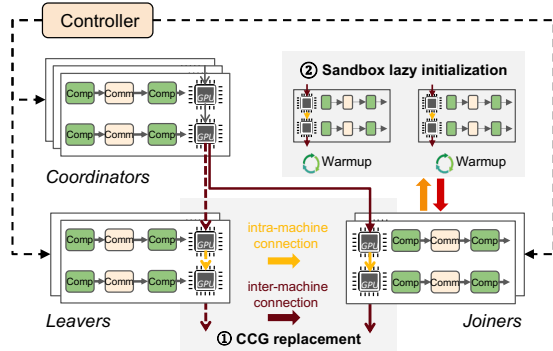 Controller
② Sandbox lazy initialization
Comp Comm Comp GPU
Comp Comm Comp GPU
Warmup Warmup
Coordinators
Comp Comm Comp GPU
intra-machine
connection
GPU Comp Comm Comp
Comp Comm Comp GPU
inter-machine
connection
GPU Comp Comm Comp
Leavers
① CCG replacement
Joiners